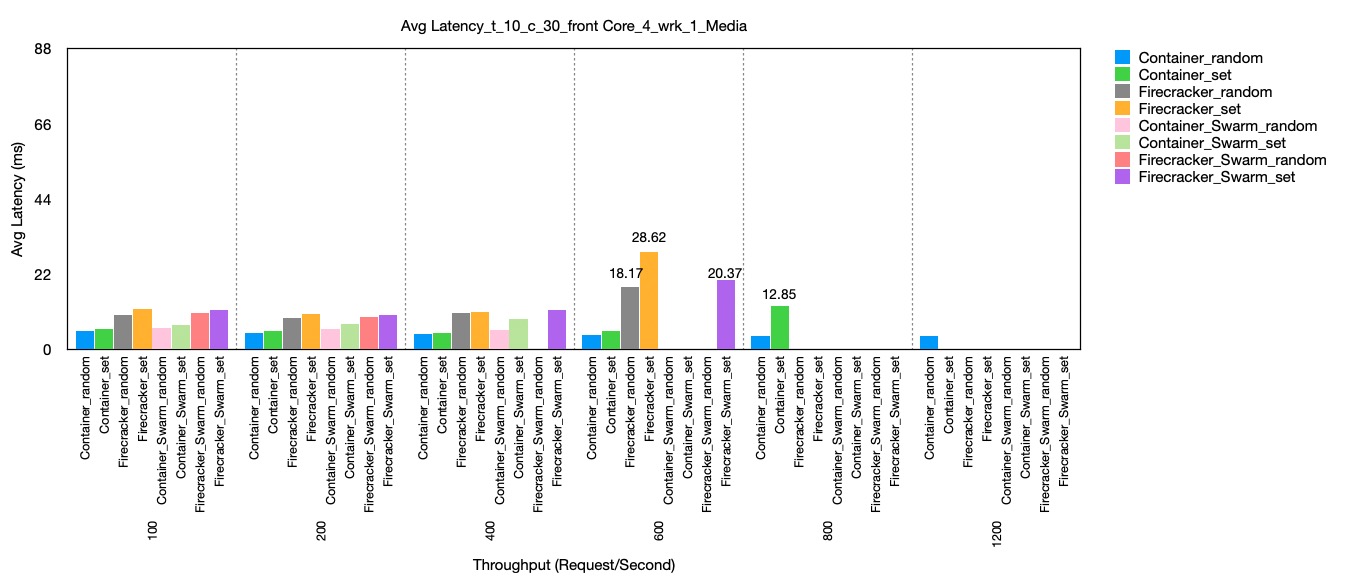 Avg Latency_t_10_c_30_front Core_4_wrk_1_Media
Avg Latency (ms)
88
66
44
22
0
18.17
28.62
20.37
12.85
Container_random
Container_set
Firecracker_random
Firecracker_set
Container_Swarm_random
Container_Swarm_set
Firecracker_Swarm_random
Firecracker_Swarm_set
Container_random
Container_set
Firecracker_random
Firecracker_set
Container_Swarm_random
Container_Swarm_set
Firecracker_Swarm_random
Firecracker_Swarm_set
100
Container_random
Container_set
Firecracker_random
Firecracker_set
Container_Swarm_random
Container_Swarm_set
Firecracker_Swarm_random
Firecracker_Swarm_set
200
Container_random
Container_set
Firecracker_random
Firecracker_set
Container_Swarm_random
Container_Swarm_set
Firecracker_Swarm_random
Firecracker_Swarm_set
400
Container_random
Container_set
Firecracker_random
Firecracker_set
Container_Swarm_random
Container_Swarm_set
Firecracker_Swarm_random
Firecracker_Swarm_set
600
Container_random
Container_set
Firecracker_random
Firecracker_set
Container_Swarm_random
Container_Swarm_set
Firecracker_Swarm_random
Firecracker_Swarm_set
800
Container_random
Container_set
Firecracker_random
Firecracker_set
Container_Swarm_random
Container_Swarm_set
Firecracker_Swarm_random
Firecracker_Swarm_set
1200
Throughput (Request/Second)